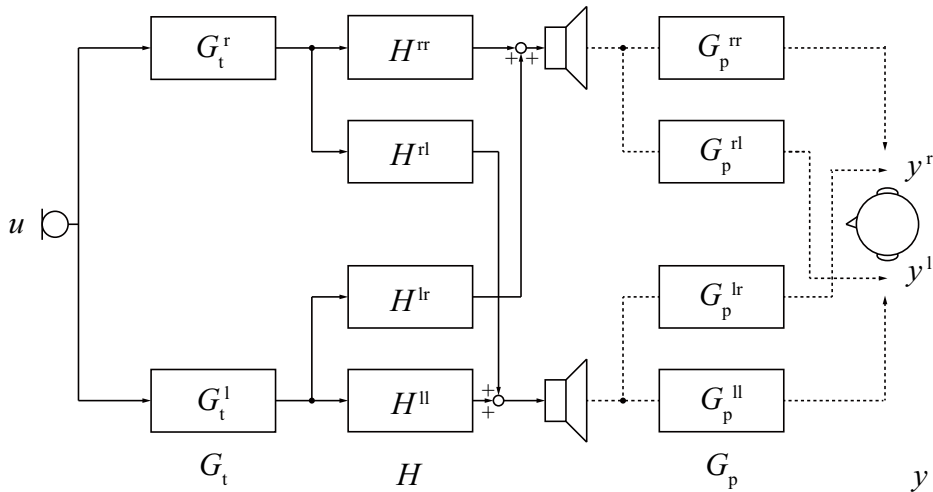 G_t^r H^rr + + G_p^rr
H^rl G_p^rl y^r
u
y^l
H^lr G_p^lr
+
G_t^l H^ll + G_p^ll
G_t H G_p y